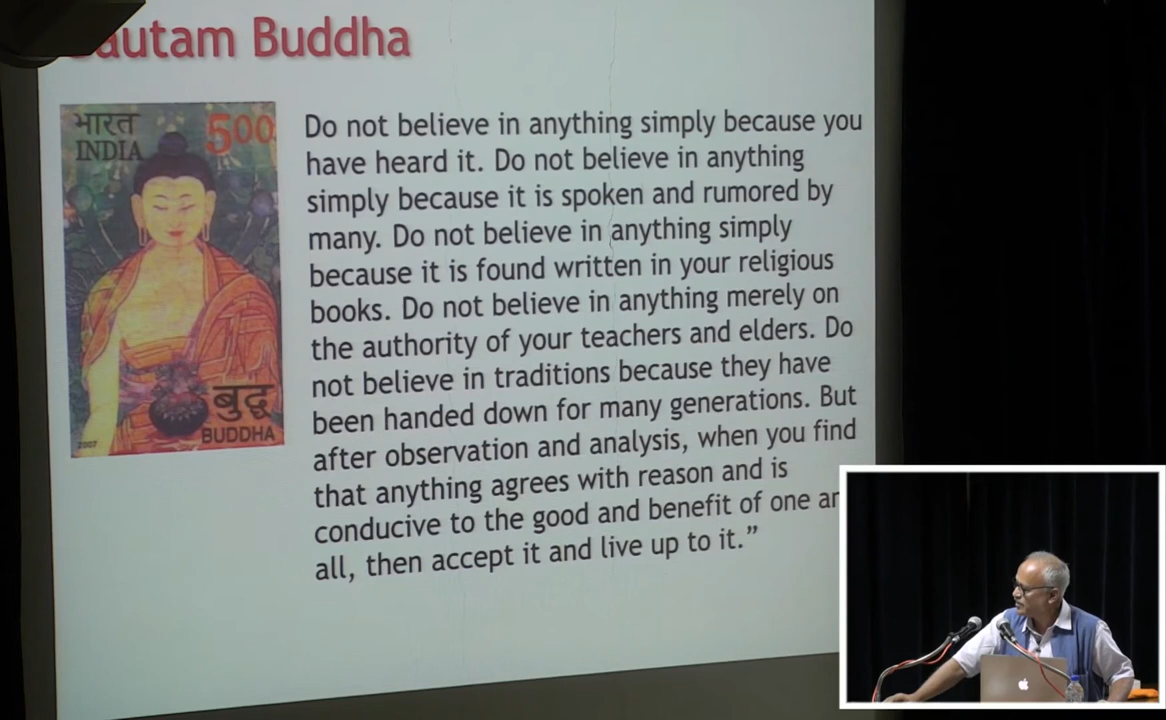 autam Buddha
भारत
INDIA
5.00
बुद्ध
BUDDHA
2007
Do not believe in anything simply because you
have heard it. Do not believe in anything
simply because it is spoken and rumored by
many. Do not believe in anything simply
because it is found written in your religious
books. Do not believe in anything merely on
the authority of your teachers and elders. Do
not believe in traditions because they have
been handed down for many generations. But
after observation and analysis, when you find
that anything agrees with reason and is
conducive to the good and benefit of one
all, then accept it and live up to it.”